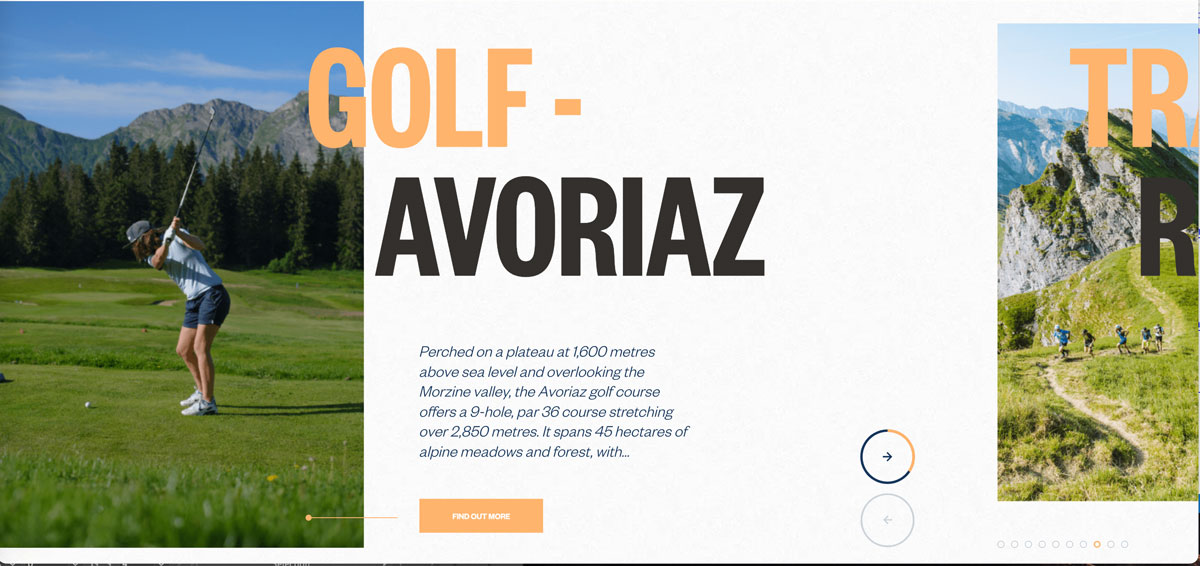 GOLF -
AVORIAZ
Perched on a plateau at 1,600 metres
above sea level and overlooking the
Morzine valley, the Avoriaz golf course
offers a 9-hole, par 36 course stretching
over 2,850 metres. It spans 45 hectares of
alpine meadows and forest, with...
FIND OUT MORE
TR
R